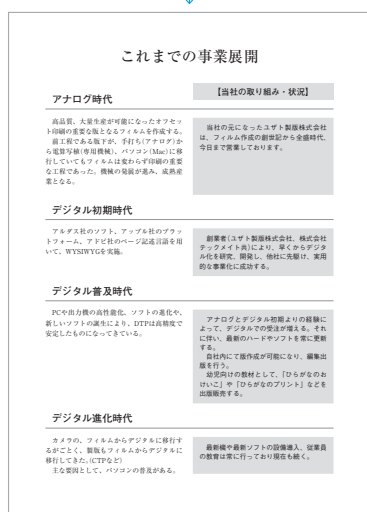 これまでの事業展開
【当社の取り組み・状況】
アナログ時代
高品質、大量生産が可能になったオフセッ
ト印刷の重要な版となるフィルムを作成する。
前工程である版下が、手打ち(アナログ)か
ら電算写植(専用機械)、パソコン(Mac)に移
行していてもフィルムは変わらず印刷の重要
な工程であった。機械の発展が進み、成熟産
業となる。
当社の元になったユザト製版株式会社
は、フィルム作成の創世記から全盛時代、
今日まで営業しております。
デジタル初期時代
アルダス社のソフト、アップル社のプラッ
トフォーム、アドビ社のページ記述言語を用
いて、WYSIWYGを実施。
創業者(ユザト製版株式会社、株式会社
テックメイト共)により、早くからデジタ
ル化を研究、開発し、他社に先駆け、実用
的な事業化に成功する。
デジタル普及時代
PCや出力機の高性能化、ソフトの進化や、
新しいソフトの誕生により、DTPは高精度で
安定したものになってきている。
アナログとデジタル初期よりの経験に
よって、デジタルでの受注が増える。それ
に伴い、最新のハードやソフトを常に更新
する。
自社内にて版作成が可能になり、編集出
版を行う。
幼児向けの教材として、「ひらがなのお
けいこ」や「ひらがなのプリント」などを
出版販売する。
デジタル進化時代
カメラの、フィルムからデジタルに移行す
るがごとく、製版もフィルムからデジタルに
移行してきた。(CTPなど)
主な要因として、パソコンの普及がある。
最新機や最新ソフトの設備導入、従業員
の教育は常に行っており現在も続く。